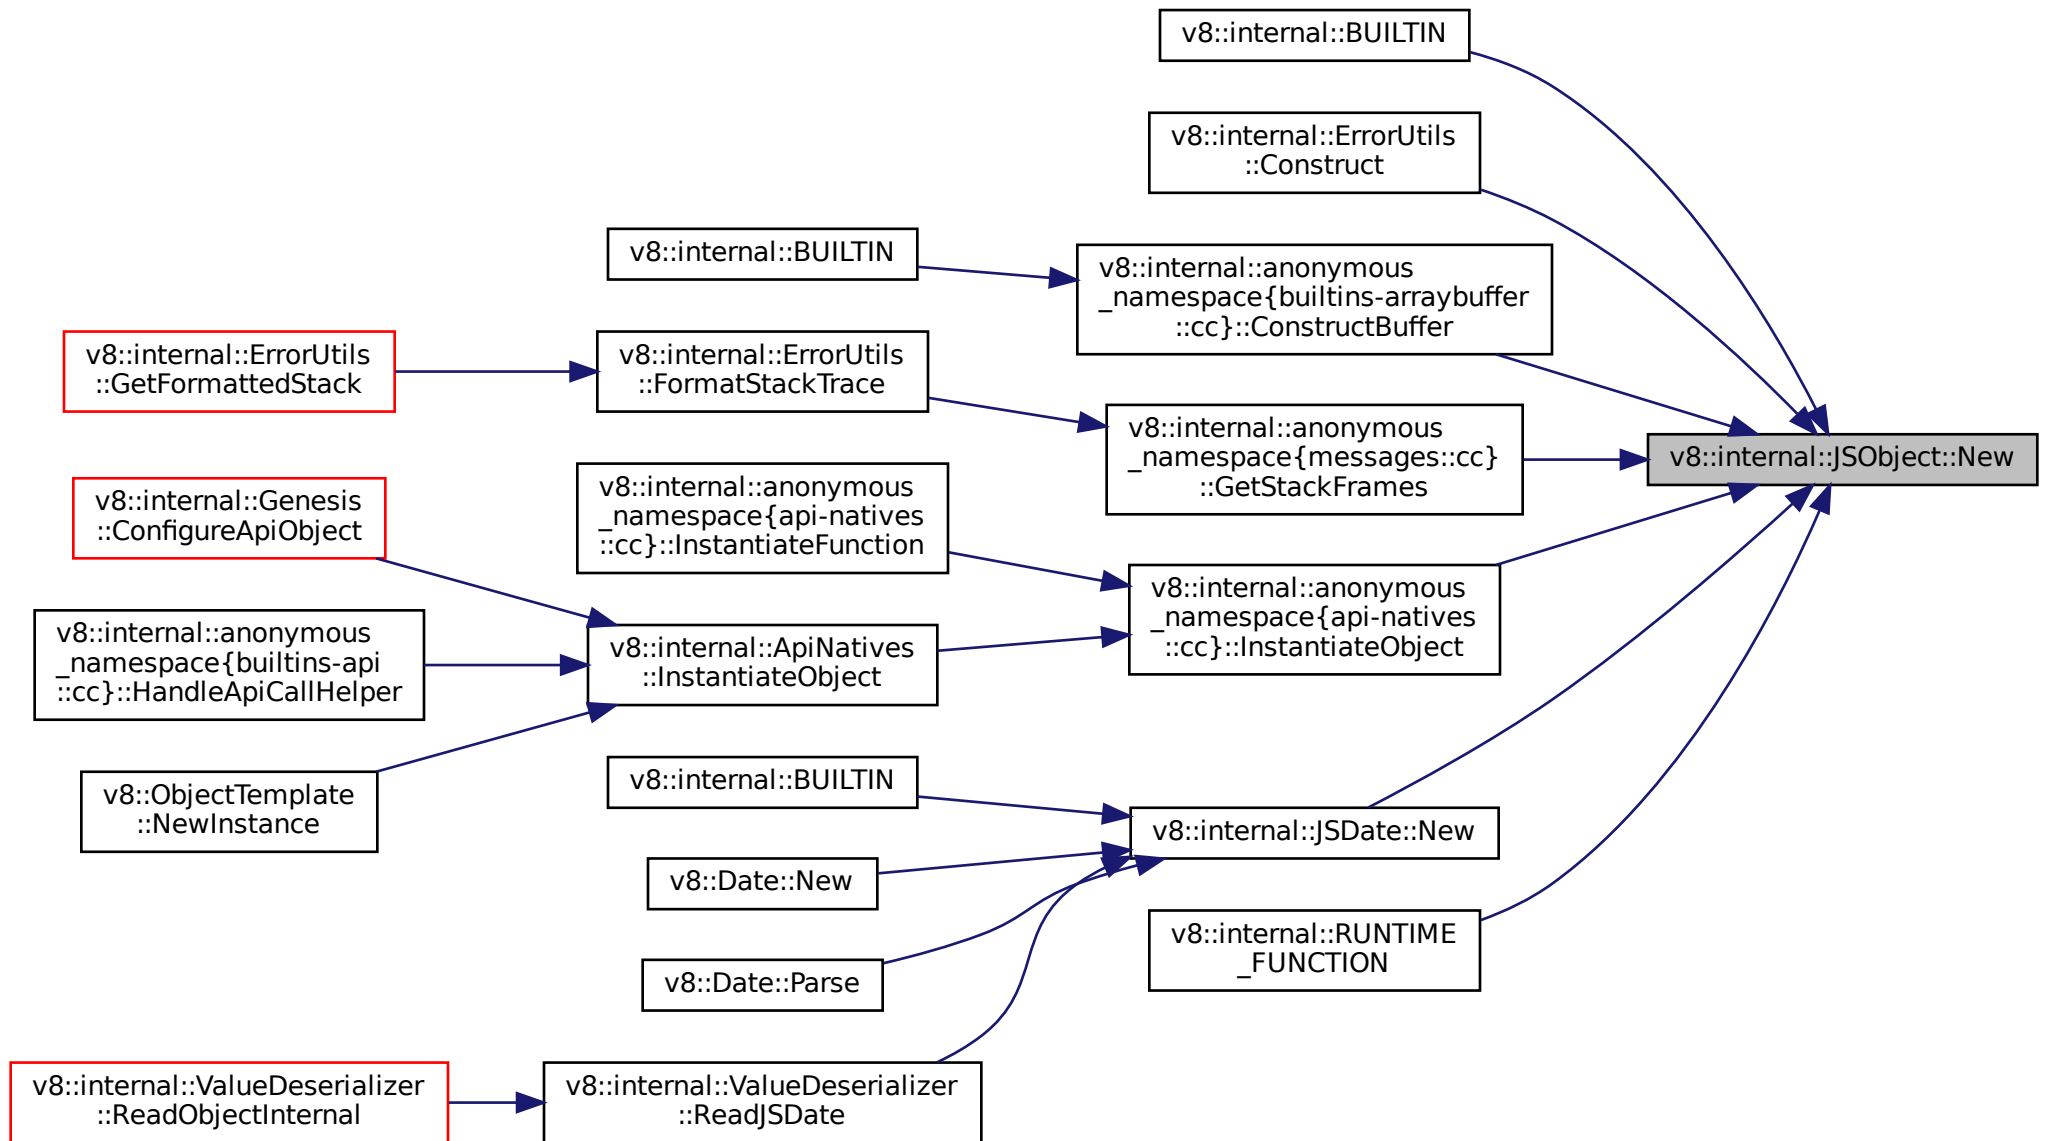 v8::internal::BUILTIN
v8::internal::ErrorUtils
::Construct
v8::internal::BUILTIN
v8::internal::anonymous
_namespace{builtins-arraybuffer
::cc}::ConstructBuffer
v8::internal::ErrorUtils
::GetFormattedStack
v8::internal::ErrorUtils
::FormatStackTrace
v8::internal::anonymous
_namespace{messages::cc}
::GetStackFrames
v8::internal::JSObject::New
v8::internal::Genesis
::ConfigureApiObject
v8::internal::anonymous
_namespace{api-natives
::cc}::InstantiateFunction
v8::internal::anonymous
_namespace{api-natives
::cc}::InstantiateObject
v8::internal::anonymous
_namespace{builtins-api
::cc}::HandleApiCallHelper
v8::internal::ApiNatives
::InstantiateObject
v8::ObjectTemplate
::NewInstance
v8::internal::BUILTIN
v8::internal::JSDate::New
v8::Date::New
v8::internal::RUNTIME
_FUNCTION
v8::Date::Parse
v8::internal::ValueDeserializer
::ReadObjectInternal
v8::internal::ValueDeserializer
::ReadJSDate